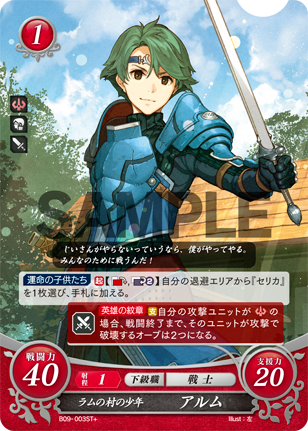 1
SAMPLE
じいさんがやらないっていうなら、僕がやってやる。
みんなのために戦うんだ!
運命の子供たち 起 自分の退避エリアから『セリカ』
を1枚選び、手札に加える。
英雄の紋章 支 自分の攻撃ユニットが
の場合、戦闘終了まで、そのユニットが攻撃で
破壊するオーブは2つになる。
戦闘力
40
射程 1 下級職 戦士
支援力
20
ラムの村の少年 アルム
B09-003ST+
Illust:左